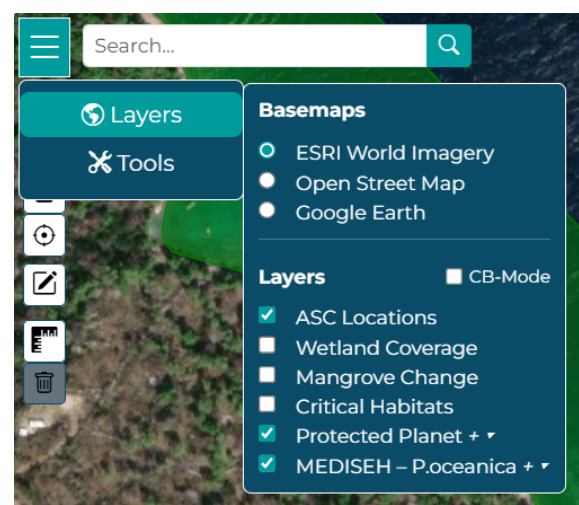 Search...
Layers
Tools
Basemaps
ESRI World Imagery
Open Street Map
Google Earth
Layers
CB-Mode
ASC Locations
Wetland Coverage
Mangrove Change
Critical Habitats
Protected Planet + ▾
MEDISEH – P.oceanica + ▾